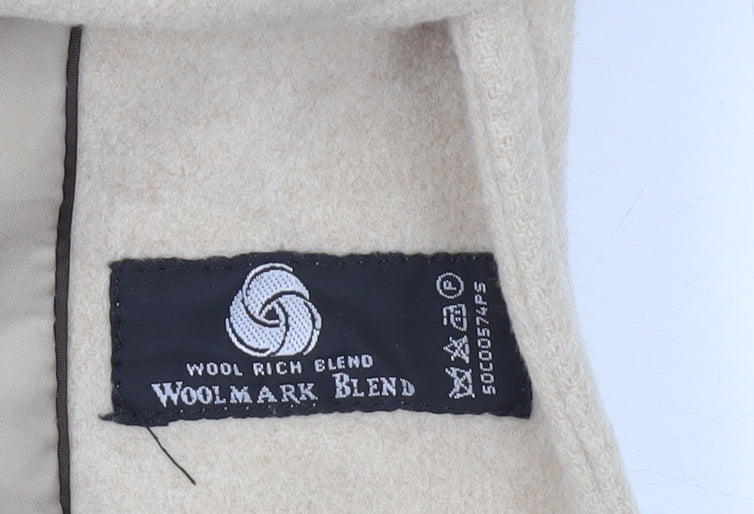 WOOL RICH BLEND
WOOLMARK BLEND
P
50C00574PS